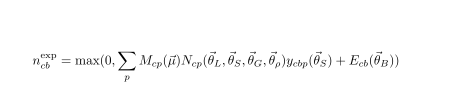 $n_{cb}^{\mathrm{exp}} = \max(0, \sum_{p} M_{cp}(\vec{\mu}) N_{cp}(\vec{\theta}_L, \vec{\theta}_S, \vec{\theta}_G, \vec{\theta}_\rho) y_{cbp}(\vec{\theta}_S) + E_{cb}(\vec{\theta}_B))$